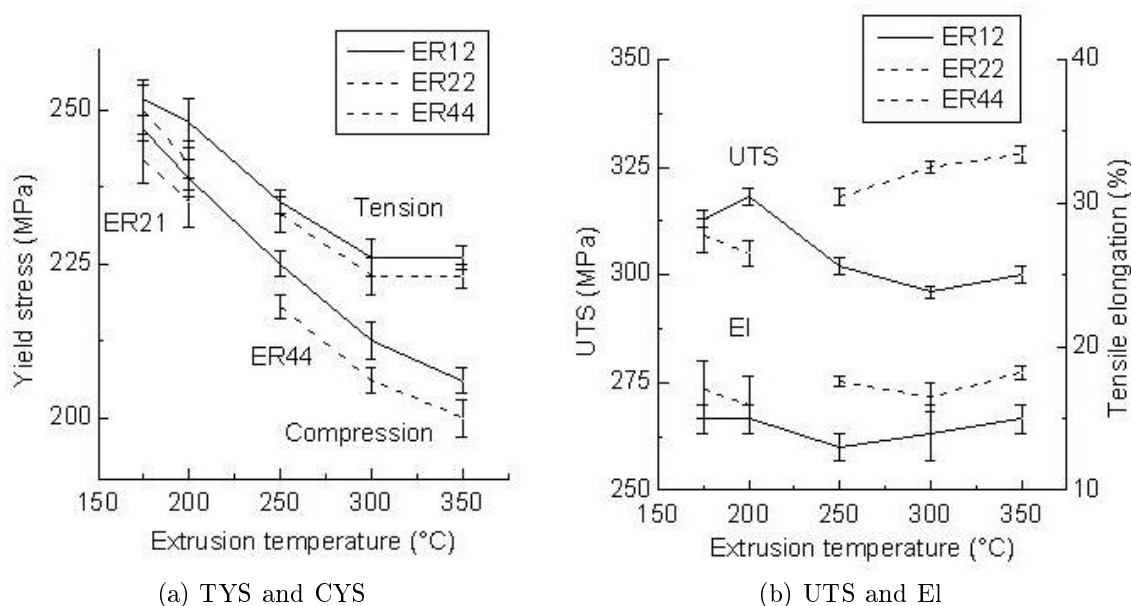 ER12
ER22
ER44
250
225
200
Yield stress (MPa)
Tension
ER21
ER44
Compression
150 200 250 300 350
Extrusion temperature (°C)
(a) TYS and CYS
ER12
ER22
ER44
350
325
300
275
250
UTS (MPa)
UTS
El
40
30
20
10
Tensile elongation (%)
150 200 250 300 350
Extrusion temperature (°C)
(b) UTS and El